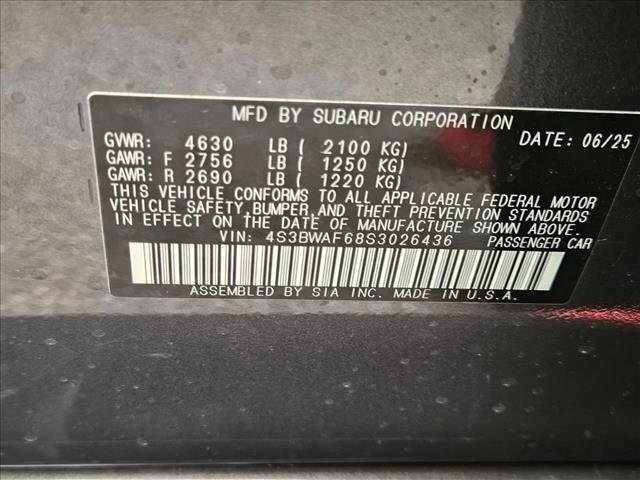 MFD BY SUBARU CORPORATION
DATE: 06/25
GVWR: 4630 LB ( 2100 KG)
GAWR: F 2756 LB ( 1250 KG)
GAWR: R 2690 LB ( 1220 KG)
THIS VEHICLE CONFORMS TO ALL APPLICABLE FEDERAL MOTOR
VEHICLE SAFETY, BUMPER, AND THEFT PREVENTION STANDARDS
IN EFFECT ON THE DATE OF MANUFACTURE SHOWN ABOVE.
VIN: 4S3BWAF68S3026436 PASSENGER CAR
ASSEMBLED BY SIA INC. MADE IN U.S.A.